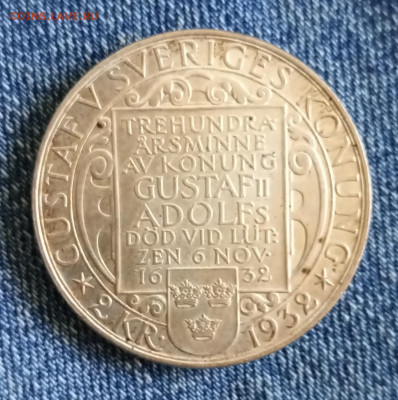 GUSTAF V SVERIGES KONUNG
TREHUNDRA
ÅRSMINNE
AV KONUNG
GUSTAF II
ADOLFS
DÖD VID LÜT:
ZEN 6 NOV.
16 32
* 2 KR. 1932 *